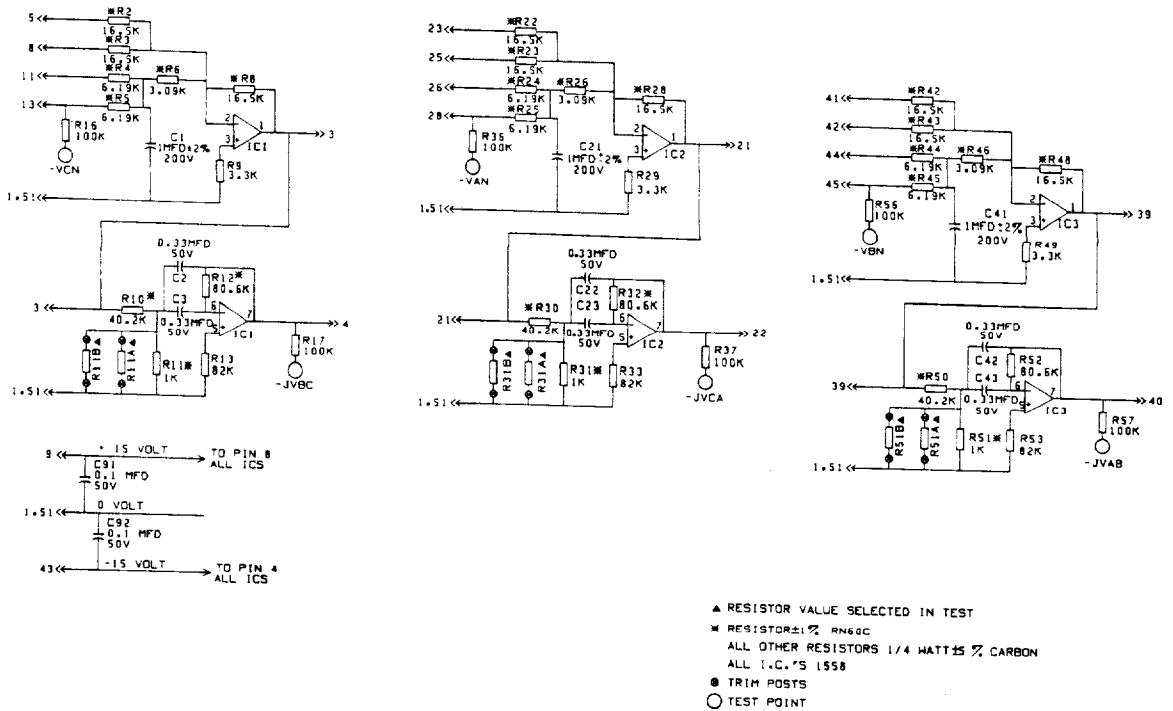 5
※R2
16.5K
8
※R3
16.5K
11
※R4
6.19K
※R6
3.09K
※R8
16.5K
13
※R5
6.19K
R16
100K
-VCN
C1
1MFD±2%
200V
2
3
1
IC1
3
R9
3.3K
1.51
0.33MFD
50V
C2
R12※
80.6K
3
R10※
40.2K
C3
0.33MFD
50V
6
5
7
IC1
4
R11B▲
R11A▲
R11※
1K
R13
82K
R17
100K
-JVBC
1.51
9
+ 15 VOLT
TO PIN 8
ALL ICS
C91
0.1 MFD
50V
1.51
0 VOLT
C92
0.1 MFD
50V
43
-15 VOLT
TO PIN 4
ALL ICS
23
※R22
16.5K
25
※R23
16.5K
26
※R24
6.19K
※R26
3.09K
※R28
16.5K
28
※R25
6.19K
R35
100K
-VAN
C21
1MFD±2%
200V
2
3
1
IC2
21
R29
3.3K
1.51
0.33MFD
50V
C22
R32※
80.6K
21
※R30
40.2K
C23
0.33MFD
50V
6
5
7
IC2
22
R31B▲
R31A▲
R31※
1K
R33
82K
R37
100K
-JVCA
1.51
41
※R42
16.5K
42
※R43
16.5K
44
※R44
6.19K
※R46
3.09K
※R48
16.5K
45
※R45
6.19K
R56
100K
-VBN
C41
1MFD±2%
200V
2
3
1
IC3
39
R49
3.3K
1.51
0.33MFD
50V
C42
R52
80.6K
39
※R50
40.2K
C43
0.33MFD
50V
6
5
7
IC3
40
R51B▲
R51A▲
R51※
1K
R53
82K
R57
100K
-JVAB
1.51
▲ RESISTOR VALUE SELECTED IN TEST
※ RESISTOR±1% RN60C
ALL OTHER RESISTORS 1/4 WATT±5 % CARBON
ALL I.C.'S 1558
TRIM POSTS
TEST POINT